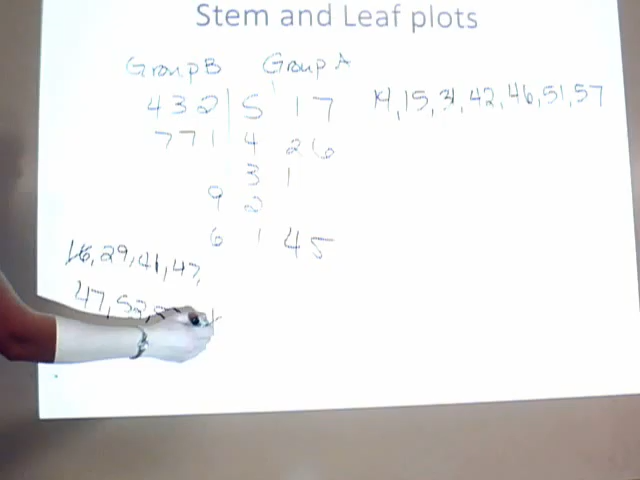 Stem and Leaf plots
Group B Group A
4 3 2 | 5 1 7 14, 15, 31, 42, 46, 51, 57
7 7 1 4 2 6
3 1
9 2
6 1 4 5
16, 29, 41, 47,
47, 52,